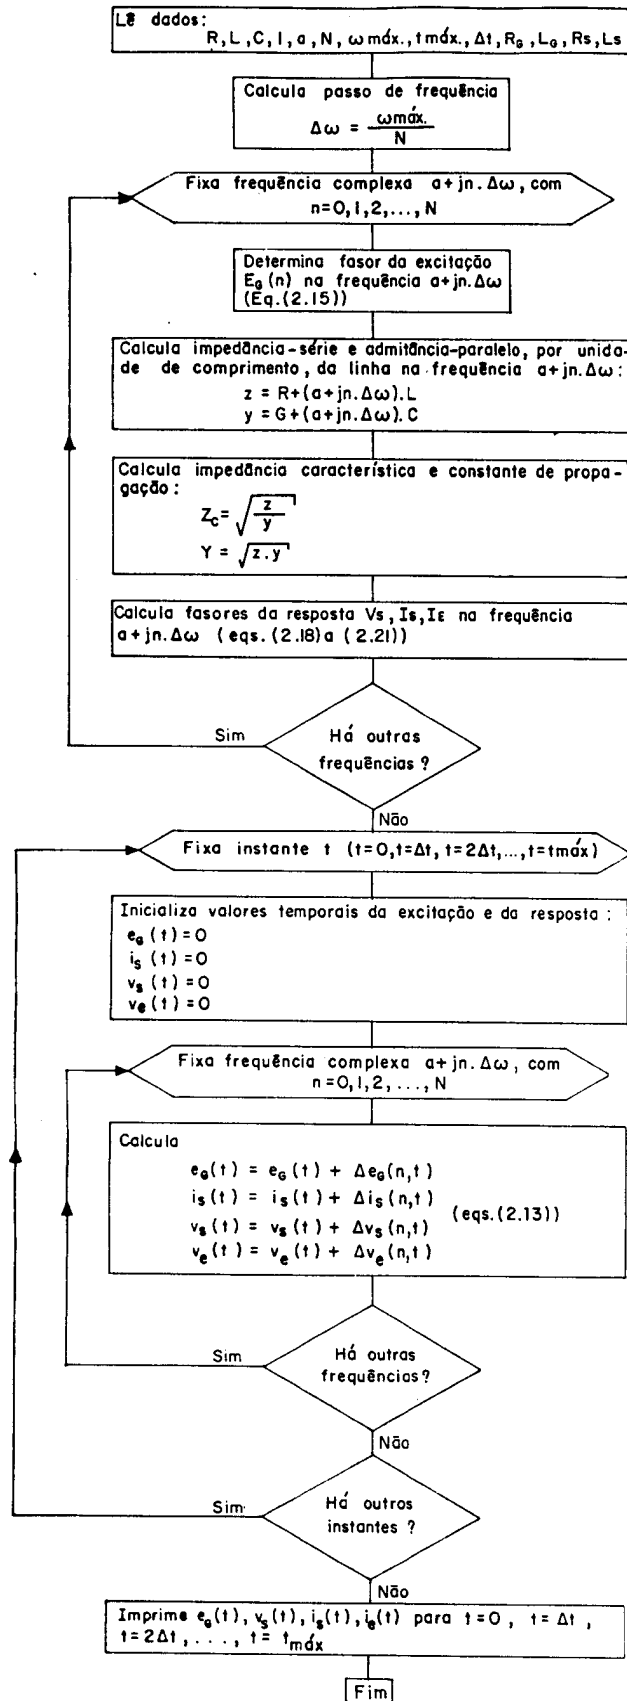 Lê dados:
R, L, C, I, a, N, ω máx., t máx., Δt, R_G, L_G, Rs, Ls
Calcula passo de frequência
Δω = ωmáx. / N
Fixa frequência complexa a+jn.Δω, com
n=0,1,2,..., N
Determina fasor da excitação
E_G(n) na frequência a+jn.Δω
(Eq.(2.15))
Calcula impedância-série e admitância-paralelo, por unida-
de de comprimento, da linha na frequência a+jn.Δω:
z = R+(a+jn.Δω).L
y = G+(a+jn.Δω).C
Calcula impedância característica e constante de propa-
gação:
Z_C = √(z/y)
Y = √(z.y)
Calcula fasores da resposta Vs, Is, IE na frequência
a+jn.Δω (eqs. (2.18) a (2.21))
Sim
Há outras
frequências ?
Não
Fixa instante t (t=0, t=Δt, t=2Δt,..., t=tmáx)
Inicializa valores temporais da excitação e da resposta :
e_G (t)=0
i_s (t)=0
v_s (t)=0
v_e (t)=0
Fixa frequência complexa a+jn.Δω, com
n=0,1,2, ..., N
Calcula
e_G(t) = e_G(t) + Δe_G(n,t)
i_s(t) = i_s(t) + Δi_s(n,t)
(eqs.(2.13))
v_s(t) = v_s(t) + Δv_s(n,t)
v_e(t) = v_e(t) + Δv_e(n,t)
Sim
Há outras
frequências?
Não
Sim
Há outros
instantes ?
Não
Imprime e_G(t), v_s(t), i_s(t), i_e(t) para t=0, t=Δt,
t=2Δt, ..., t= t_máx
Fim